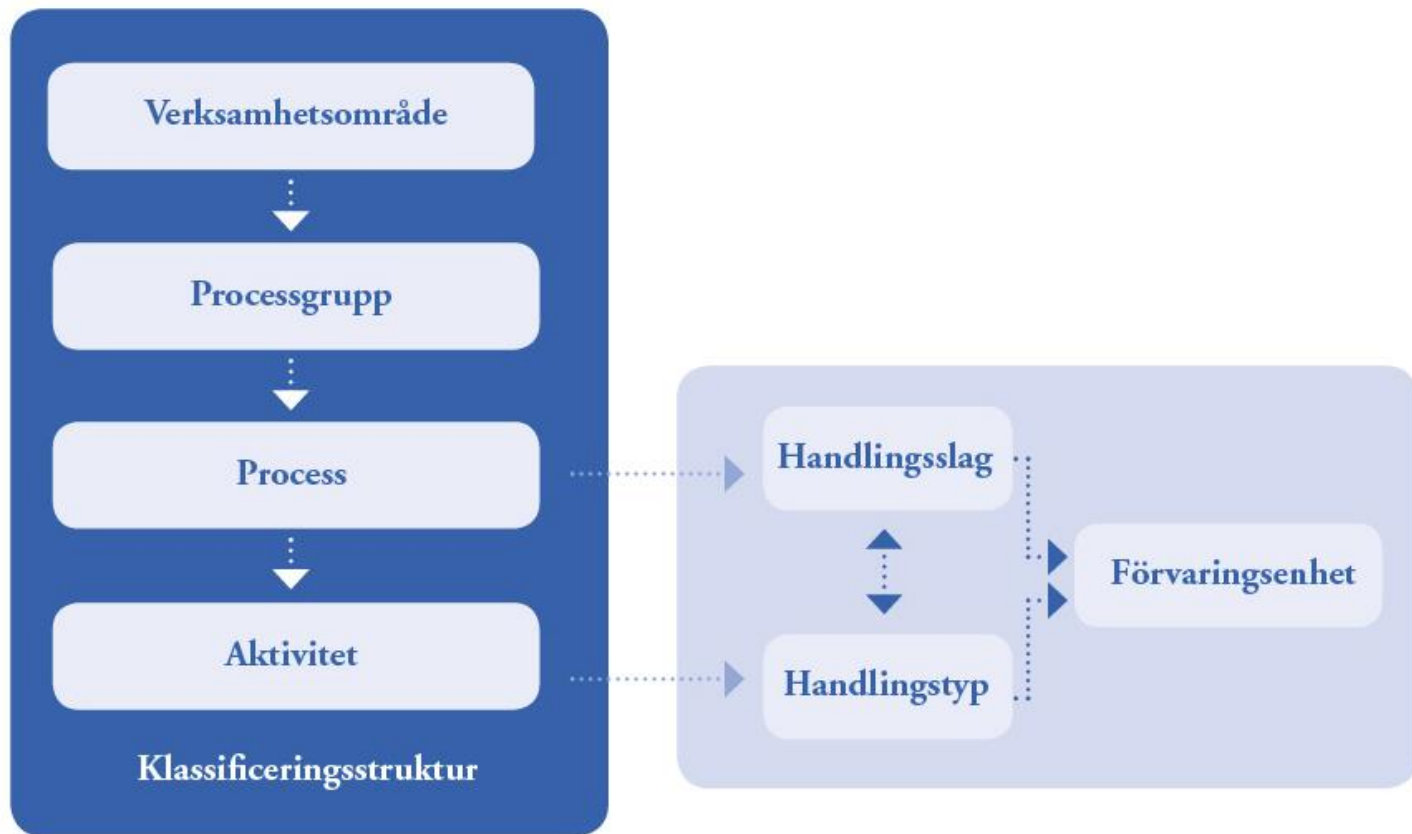 Verksamhetsområde
Processgrupp
Process
Aktivitet
Klassificeringsstruktur
Handlingsslag
Handlingstyp
Förvaringsenhet